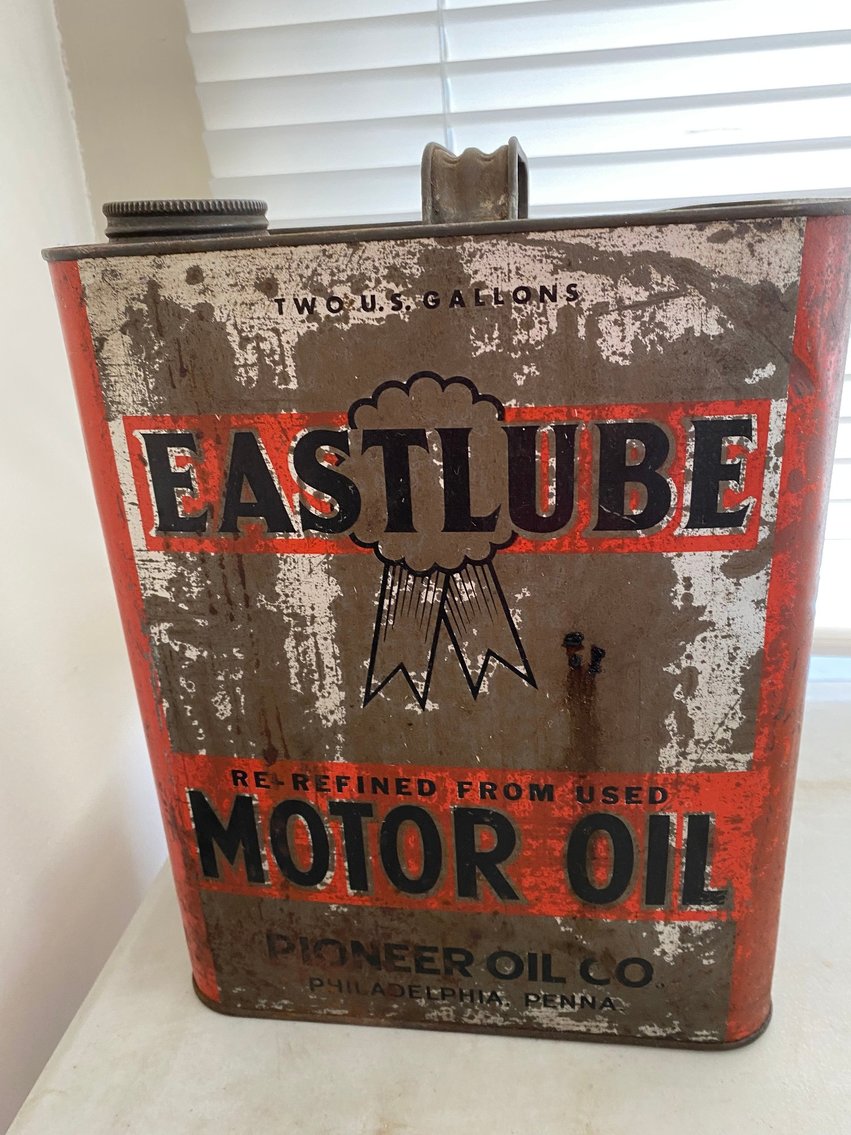 TWO U.S. GALLONS
EASTLUBE
RE-REFINED FROM USED
MOTOR OIL
PIONEER OIL CO.
PHILADELPHIA, PENNA.